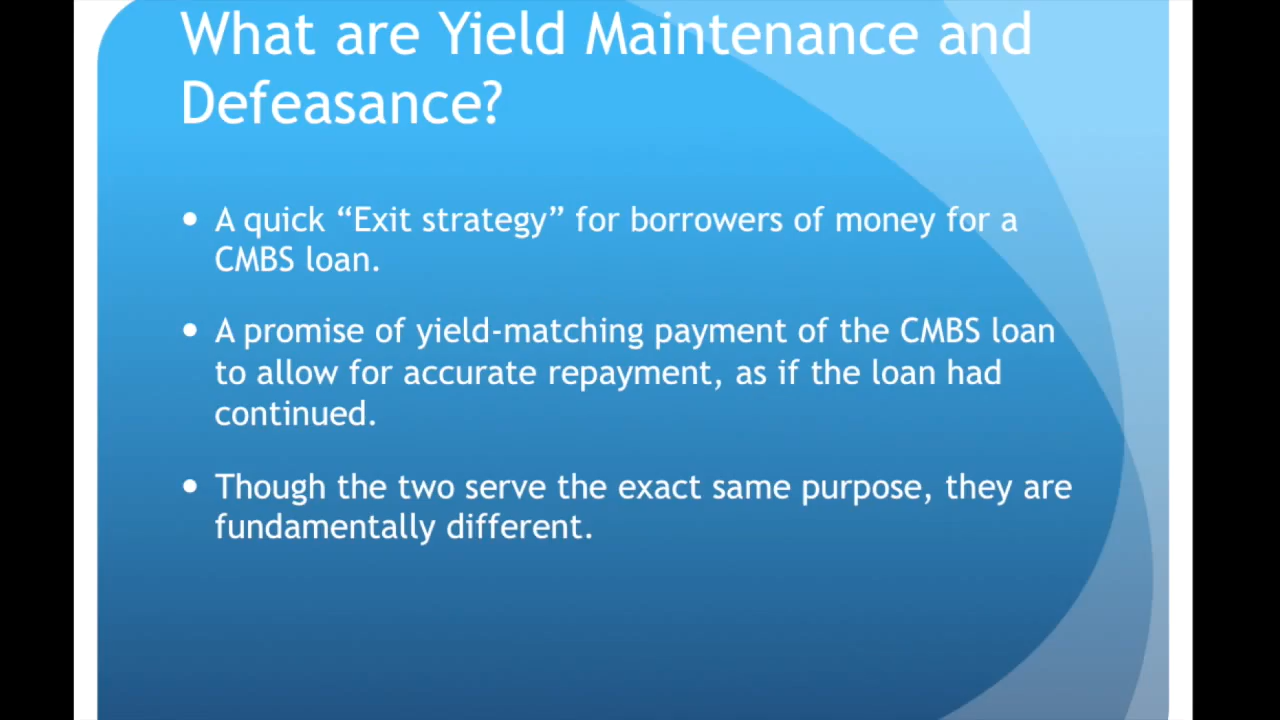 What are Yield Maintenance and
Defeasance?
• A quick “Exit strategy” for borrowers of money for a
CMBS loan.
• A promise of yield-matching payment of the CMBS loan
to allow for accurate repayment, as if the loan had
continued.
• Though the two serve the exact same purpose, they are
fundamentally different.